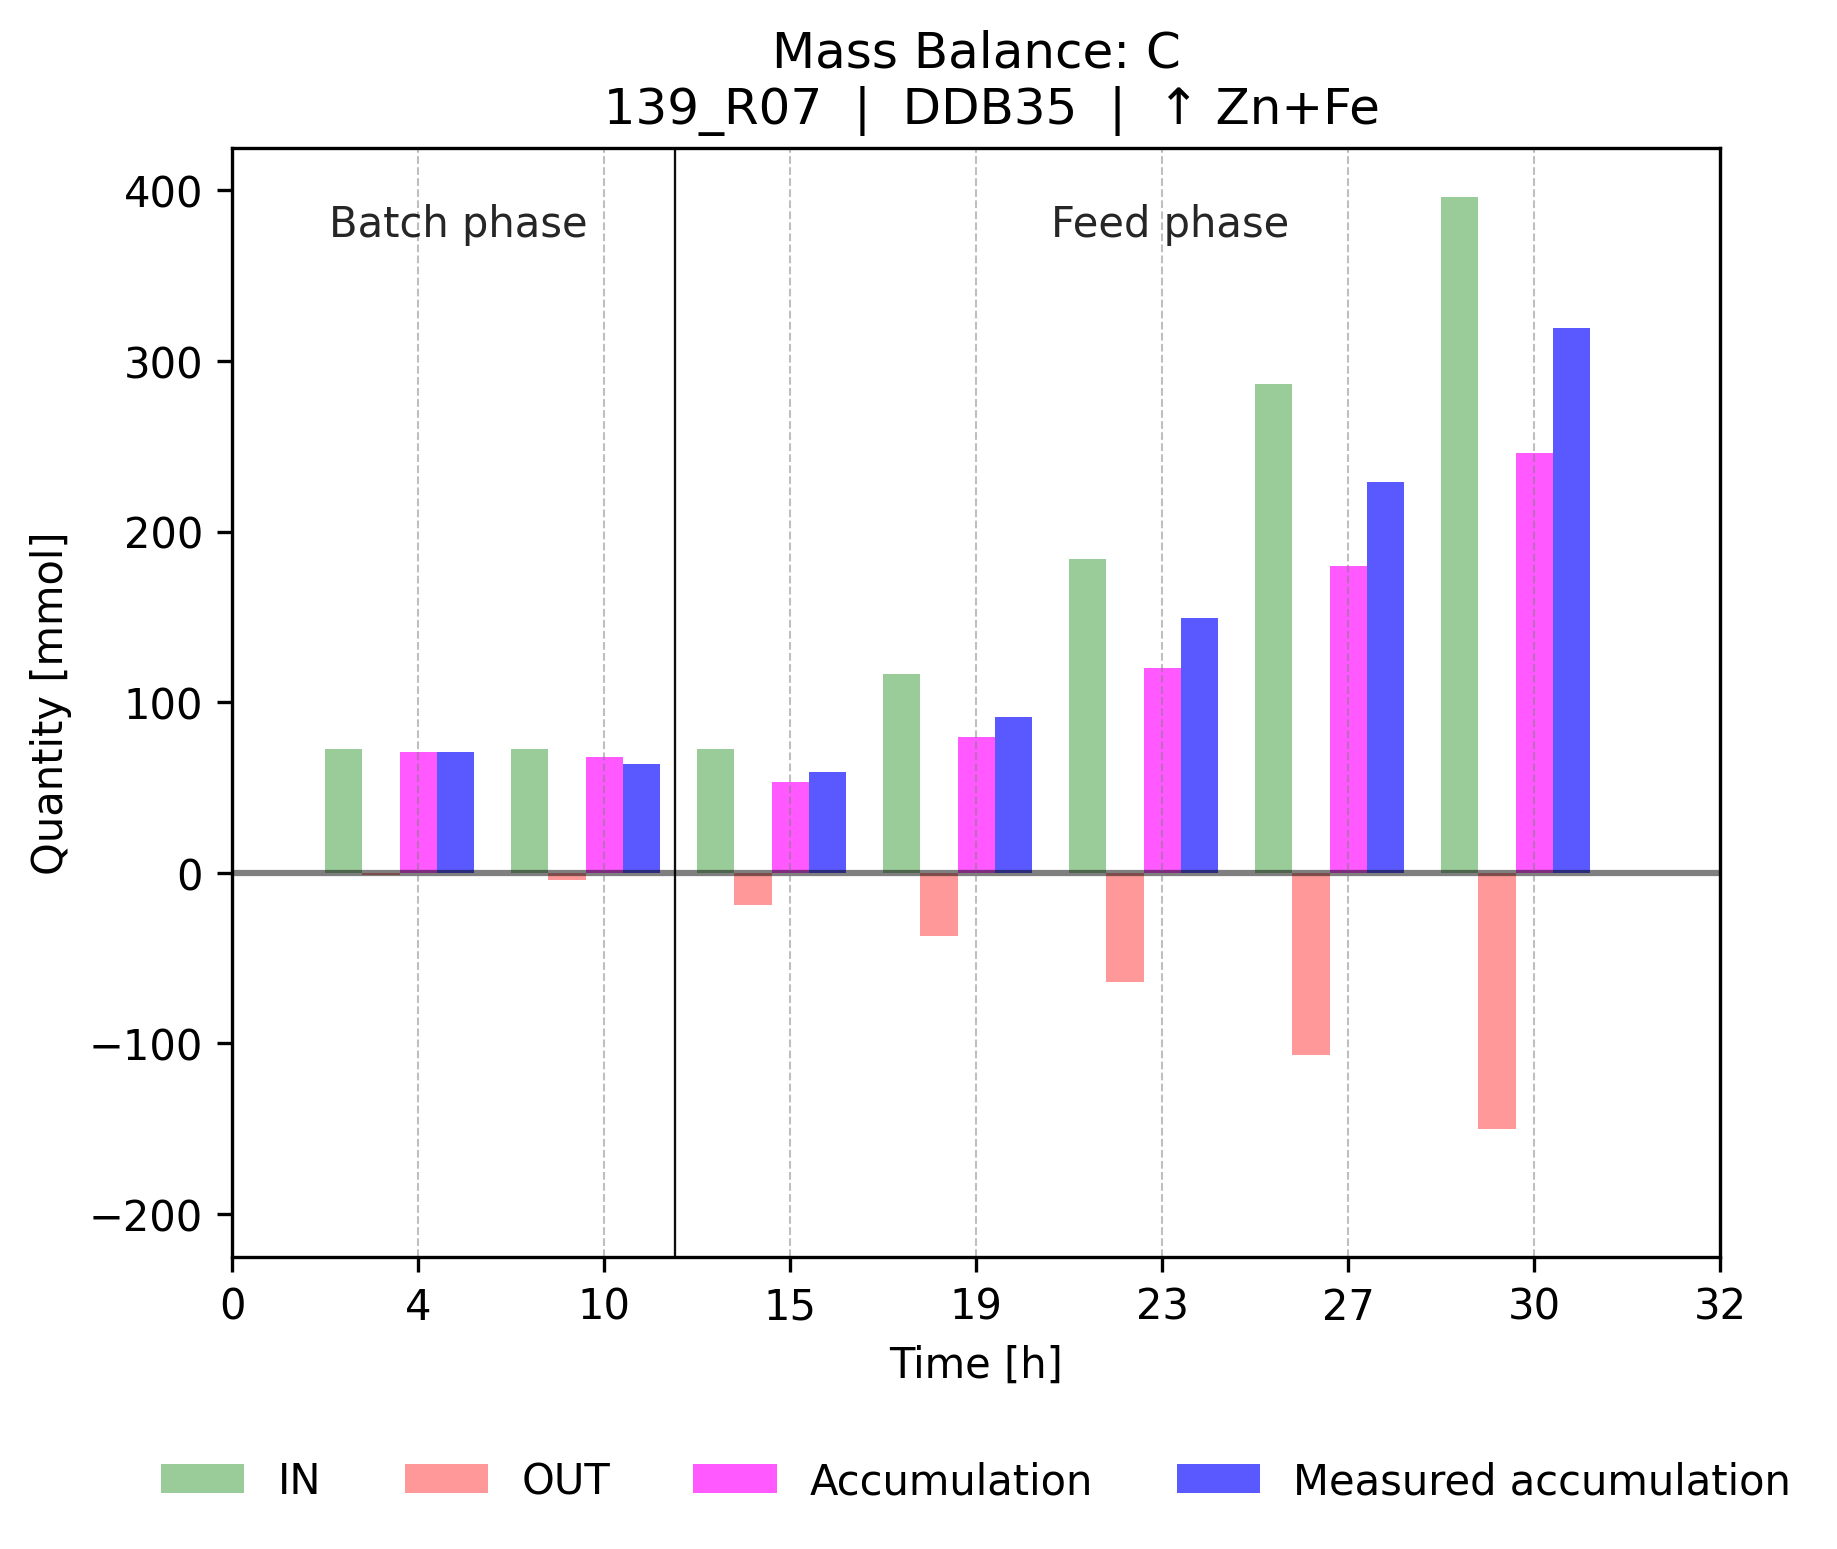 Mass Balance: C
139_R07 | DDB35 | ↑ Zn+Fe
Batch phase
Feed phase
400
300
200
100
0
−100
−200
Quantity [mmol]
0 4 10 15 19 23 27 30 32
Time [h]
IN OUT Accumulation Measured accumulation